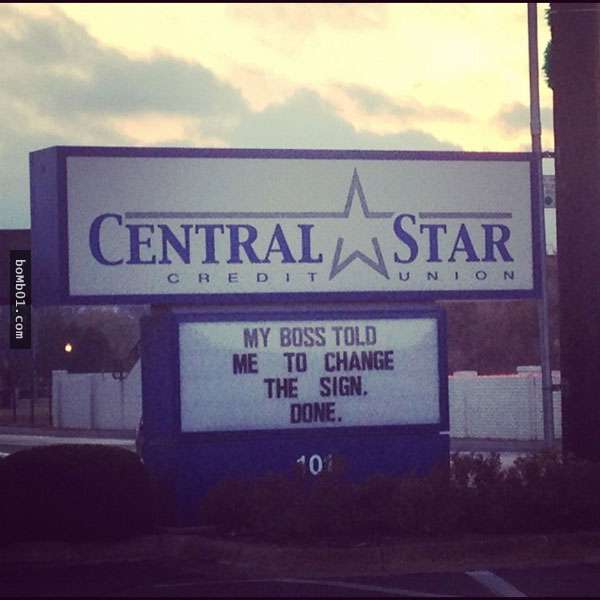 CENTRAL STAR
CREDIT UNION
MY BOSS TOLD
ME TO CHANGE
THE SIGN.
DONE.
boMb01.com